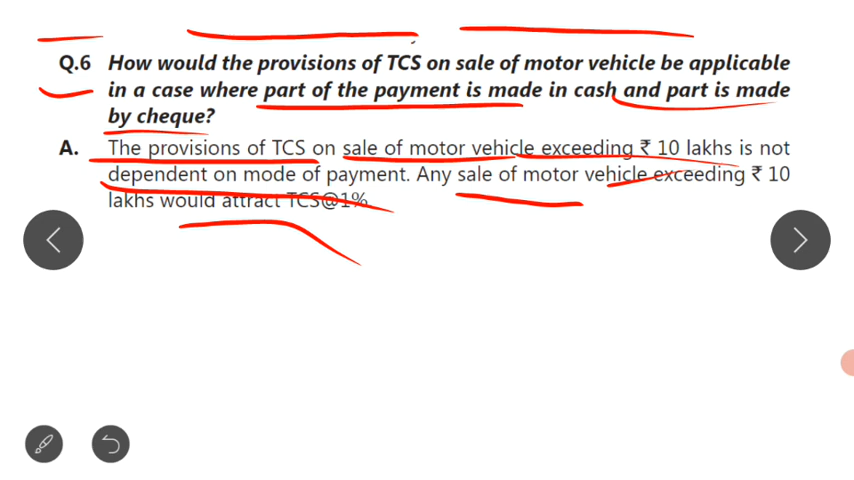 Q.6 How would the provisions of TCS on sale of motor vehicle be applicable
in a case where part of the payment is made in cash and part is made
by cheque?
A. The provisions of TCS on sale of motor vehicle exceeding ₹ 10 lakhs is not
dependent on mode of payment. Any sale of motor vehicle exceeding ₹ 10
lakhs would attract TCS@1%.